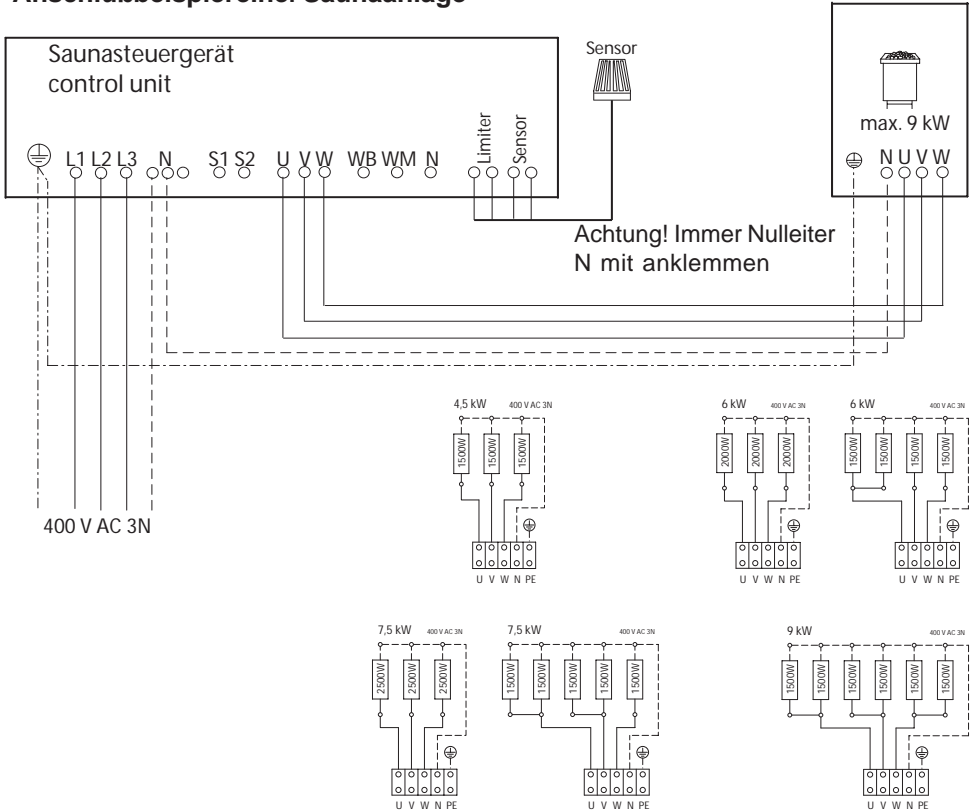 Saunasteuergerät
control unit
Sensor
max. 9 kW
L1 L2 L3 N S1 S2 U V W WB WM N Limiter Sensor
N U V W
Achtung! Immer Nulleiter
N mit anklemmen
400 V AC 3N
4,5 kW 400 V AC 3N
1500W 1500W 1500W
U V W N PE
6 kW 400 V AC 3N
2000W 2000W 2000W
U V W N PE
6 kW 400 V AC 3N
1500W 1500W 1500W 1500W
U V W N PE
7,5 kW 400 V AC 3N
2500W 2500W 2500W
U V W N PE
7,5 kW 400 V AC 3N
1500W 1500W 1500W 1500W 1500W
U V W N PE
9 kW 400 V AC 3N
1500W 1500W 1500W 1500W 1500W 1500W
U V W N PE